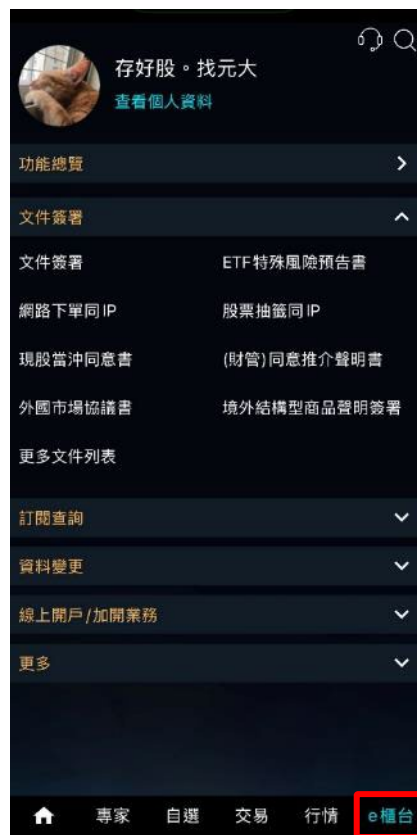 存好股。找元大
查看個人資料
功能總覽
文件簽署
文件簽署 ETF特殊風險預告書
網路下單同IP 股票抽籤同IP
現股當沖同意書 (財管)同意推介聲明書
外國市場協議書 境外結構型商品聲明簽署
更多文件列表
訂閱查詢
資料變更
線上開戶/加開業務
更多
專家 自選 交易 行情 e櫃台